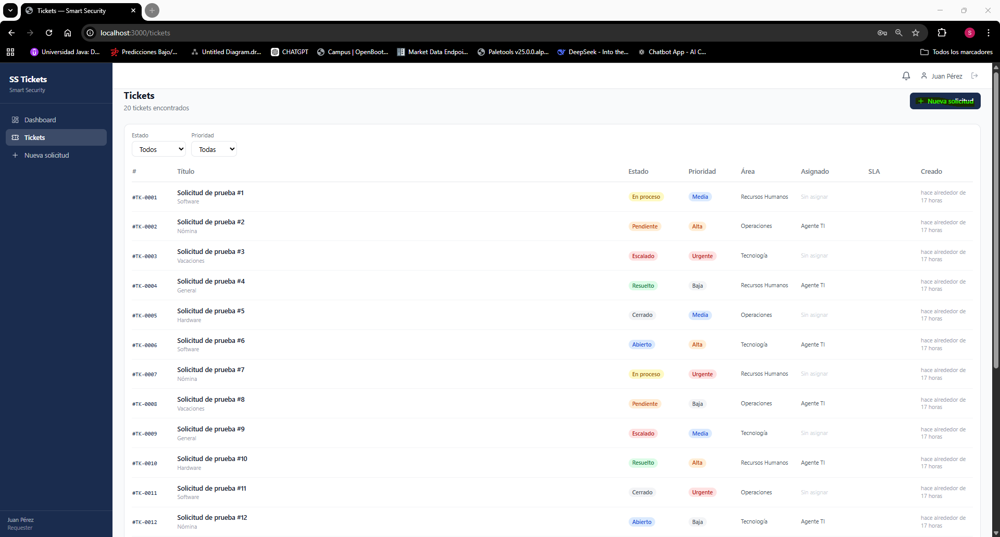 Tickets — Smart Security
localhost:3000/tickets
S
Universidad Java: D...
Predicciones Bajo/...
Untitled Diagram.dr...
CHATGPT
Campus | OpenBoot...
Market Data Endpoi...
Paletools v25.0.0.alp...
DeepSeek - Into the...
Chatbot App - AI C...
Todos los marcadores
SS Tickets
Smart Security
Dashboard
Tickets
Nueva solicitud
Juan Pérez
Requester
Juan Pérez
Tickets
20 tickets encontrados
+ Nueva solicitud
Estado Prioridad
Todos Todas
# Título Estado Prioridad Área Asignado SLA Creado
#TK-0001 Solicitud de prueba #1 Software En proceso Media Recursos Humanos Sin asignar hace alrededor de 17 horas
#TK-0002 Solicitud de prueba #2 Nómina Pendiente Alta Operaciones Agente TI hace alrededor de 17 horas
#TK-0003 Solicitud de prueba #3 Vacaciones Escalado Urgente Tecnología Sin asignar hace alrededor de 17 horas
#TK-0004 Solicitud de prueba #4 General Resuelto Baja Recursos Humanos Agente TI hace alrededor de 17 horas
#TK-0005 Solicitud de prueba #5 Hardware Cerrado Media Operaciones Sin asignar hace alrededor de 17 horas
#TK-0006 Solicitud de prueba #6 Software Abierto Alta Tecnología Agente TI hace alrededor de 17 horas
#TK-0007 Solicitud de prueba #7 Nómina En proceso Urgente Recursos Humanos Sin asignar hace alrededor de 17 horas
#TK-0008 Solicitud de prueba #8 Vacaciones Pendiente Baja Operaciones Agente TI hace alrededor de 17 horas
#TK-0009 Solicitud de prueba #9 General Escalado Media Tecnología Sin asignar hace alrededor de 17 horas
#TK-0010 Solicitud de prueba #10 Hardware Resuelto Alta Recursos Humanos Agente TI hace alrededor de 17 horas
#TK-0011 Solicitud de prueba #11 Software Cerrado Urgente Operaciones Sin asignar hace alrededor de 17 horas
#TK-0012 Solicitud de prueba #12 Nómina Abierto Baja Tecnología Agente TI hace alrededor de 17 horas